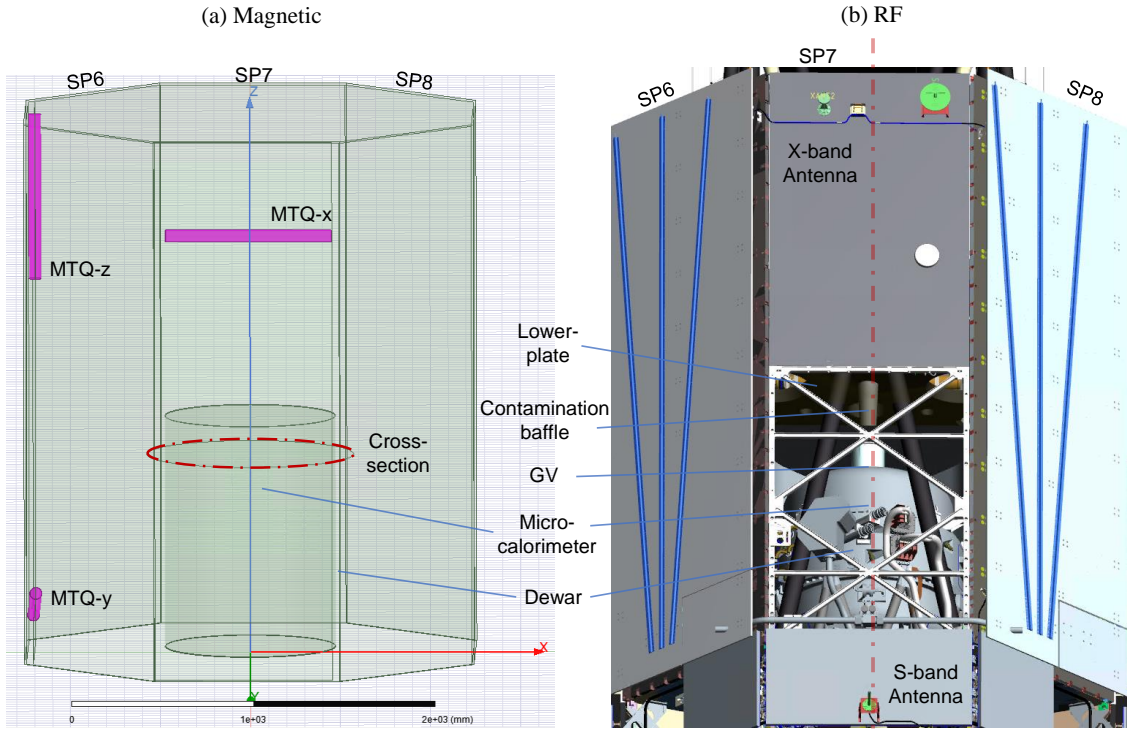 (a) Magnetic
(b) RF
SP6
SP7
SP8
Z
MTQ-x
MTQ-z
Cross-
section
MTQ-y
X
Y
0
1e+03
2e+03 (mm)
Lower-
plate
Contamination
baffle
GV
Micro-
calorimeter
Dewar
SP7
SP6
SP8
X-band
Antenna
S-band
Antenna